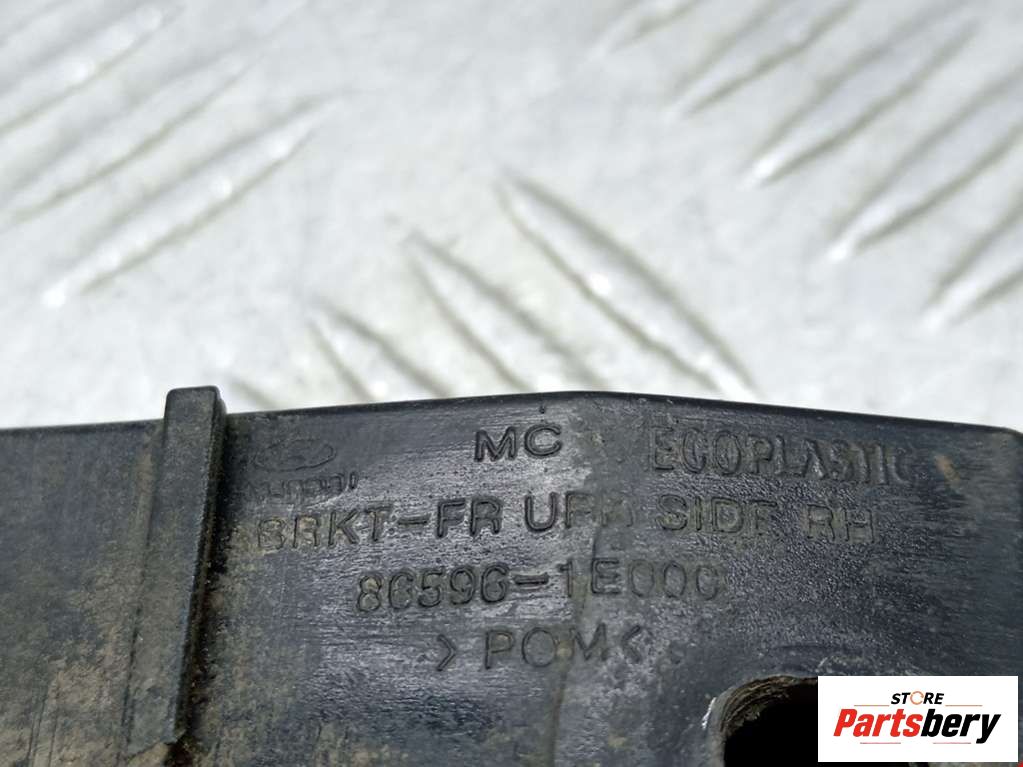 MC ECOPLASTIC
BRKT-FR UPR SIDE RH
86596-1E000
>POM<
STORE
Partsbery